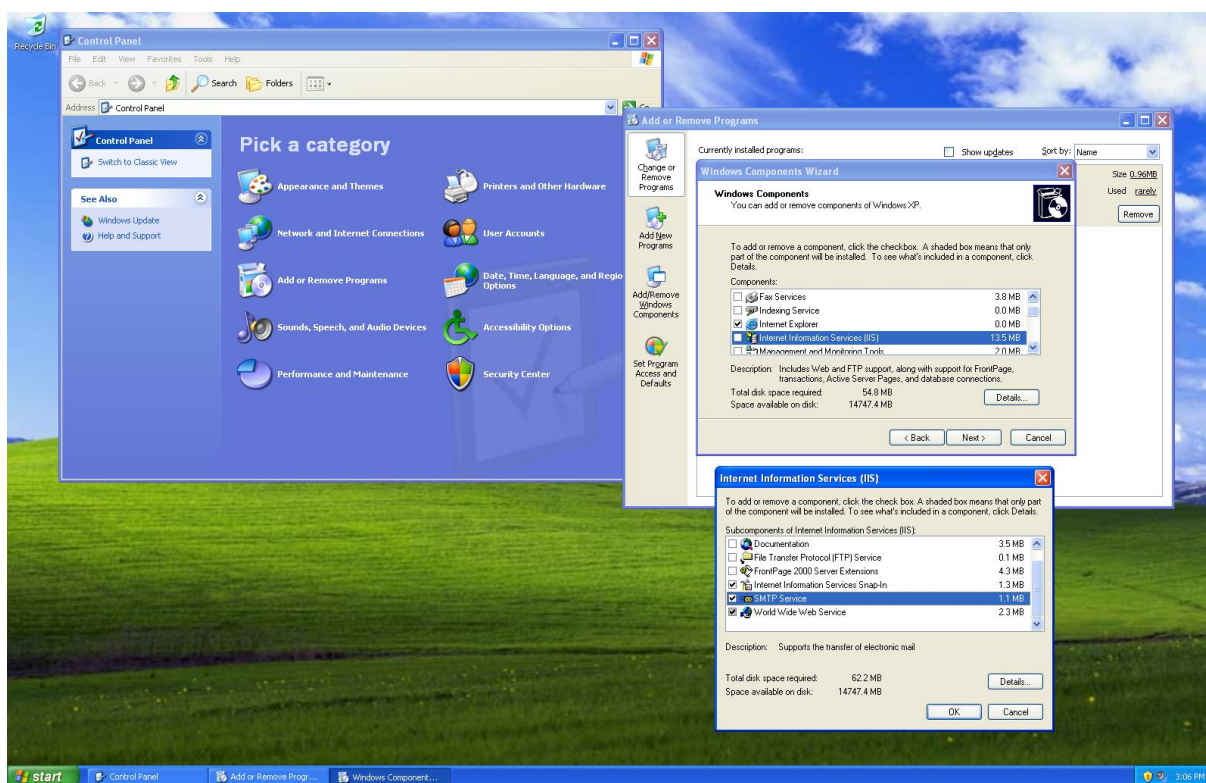 Recycle Bin
Control Panel
File Edit View Favorites Tools Help
Back Search Folders
Address Control Panel
Control Panel
Switch to Classic View
See Also
Windows Update
Help and Support
Pick a category
Appearance and Themes
Printers and Other Hardware
Network and Internet Connections
User Accounts
Add or Remove Programs
Date, Time, Language, and Regio
Options
Sounds, Speech, and Audio Devices
Accessibility Options
Performance and Maintenance
Security Center
Add or Remove Programs
Change or
Remove
Programs
Add New
Programs
Add/Remove
Windows
Components
Set Program
Access and
Defaults
Currently installed programs:
Show updates
Sort by: Name
Size 0.96MB
Used rarely
Remove
Windows Components Wizard
Windows Components
You can add or remove components of Windows XP.
To add or remove a component, click the checkbox. A shaded box means that only
part of the component will be installed. To see what's included in a component, click
Details.
Components:
Fax Services 3.8 MB
Indexing Service 0.0 MB
Internet Explorer 0.0 MB
Internet Information Services (IIS) 13.5 MB
Management and Monitoring Tools 2.0 MB
Description: Includes Web and FTP support, along with support for FrontPage,
transactions, Active Server Pages, and database connections.
Total disk space required: 54.8 MB
Space available on disk: 14747.4 MB
Details...
< Back Next > Cancel
Internet Information Services (IIS)
To add or remove a component, click the check box. A shaded box means that only part
of the component will be installed. To see what's included in a component, click Details.
Subcomponents of Internet Information Services (IIS):
Documentation 3.5 MB
File Transfer Protocol (FTP) Service 0.1 MB
FrontPage 2000 Server Extensions 4.3 MB
Internet Information Services Snap-In 1.3 MB
SMTP Service 1.1 MB
World Wide Web Service 2.3 MB
Description: Supports the transfer of electronic mail
Total disk space required: 62.2 MB
Space available on disk: 14747.4 MB
Details...
OK Cancel
start Control Panel Add or Remove Progr... Windows Component... 3:06 PM